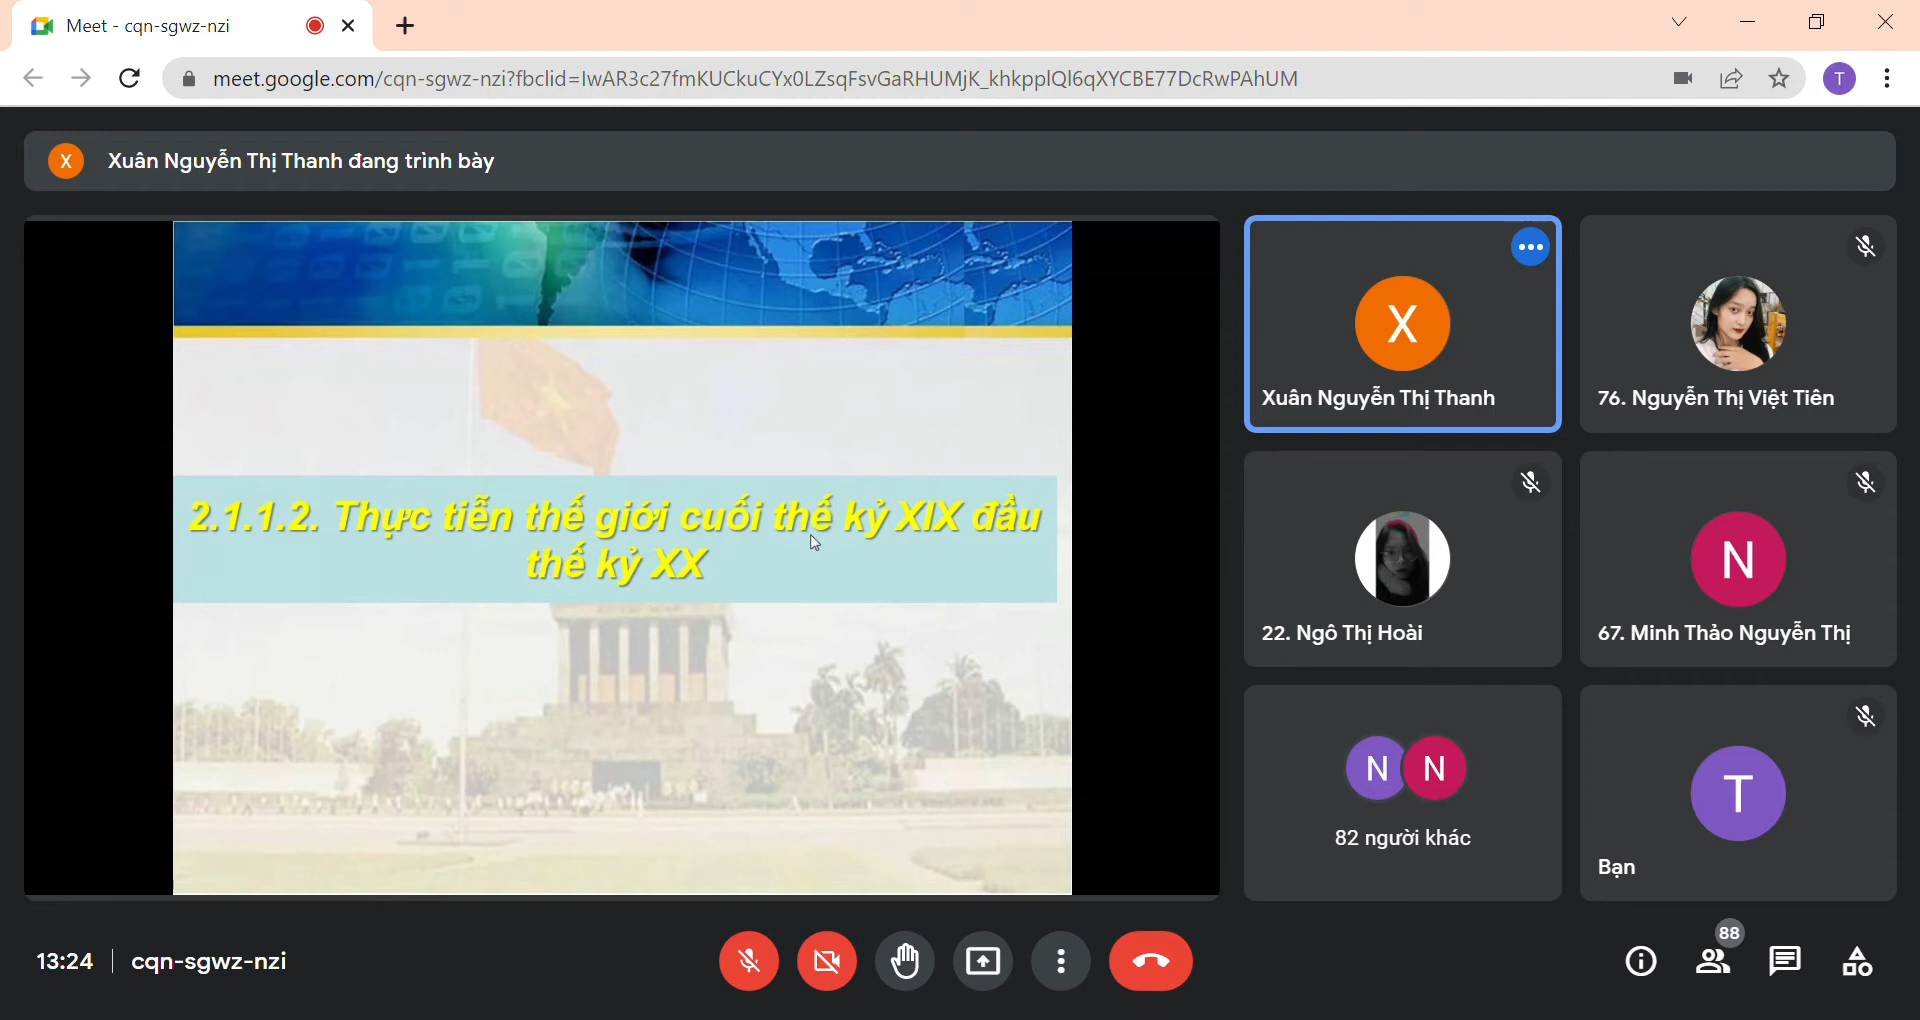 Meet - cqn-sgwz-nzi
meet.google.com/cqn-sgwz-nzi?fbclid=IwAR3c27fmKUCkuCYx0LZsqFsvGaRHUMjK_khkpplQl6qXYCBE77DcRwPAhUM
T
X
Xuân Nguyễn Thị Thanh đang trình bày
2.1.1.2. Thực tiễn thế giới cuối thế kỷ XIX đầu
thế kỷ XX
X
Xuân Nguyễn Thị Thanh
76. Nguyễn Thị Việt Tiên
22. Ngô Thị Hoài
N
67. Minh Thảo Nguyễn Thị
N N
82 người khác
T
Bạn
13:24
cqn-sgwz-nzi
88